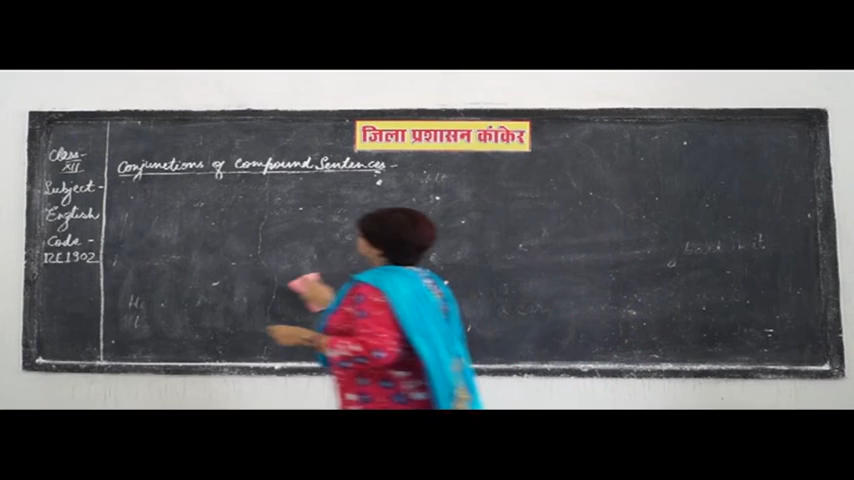 जिला प्रशासन कांकेर
Class-
XII
Subject-
English
Code-
12E1902
Conjunctions of Compound Sentences-